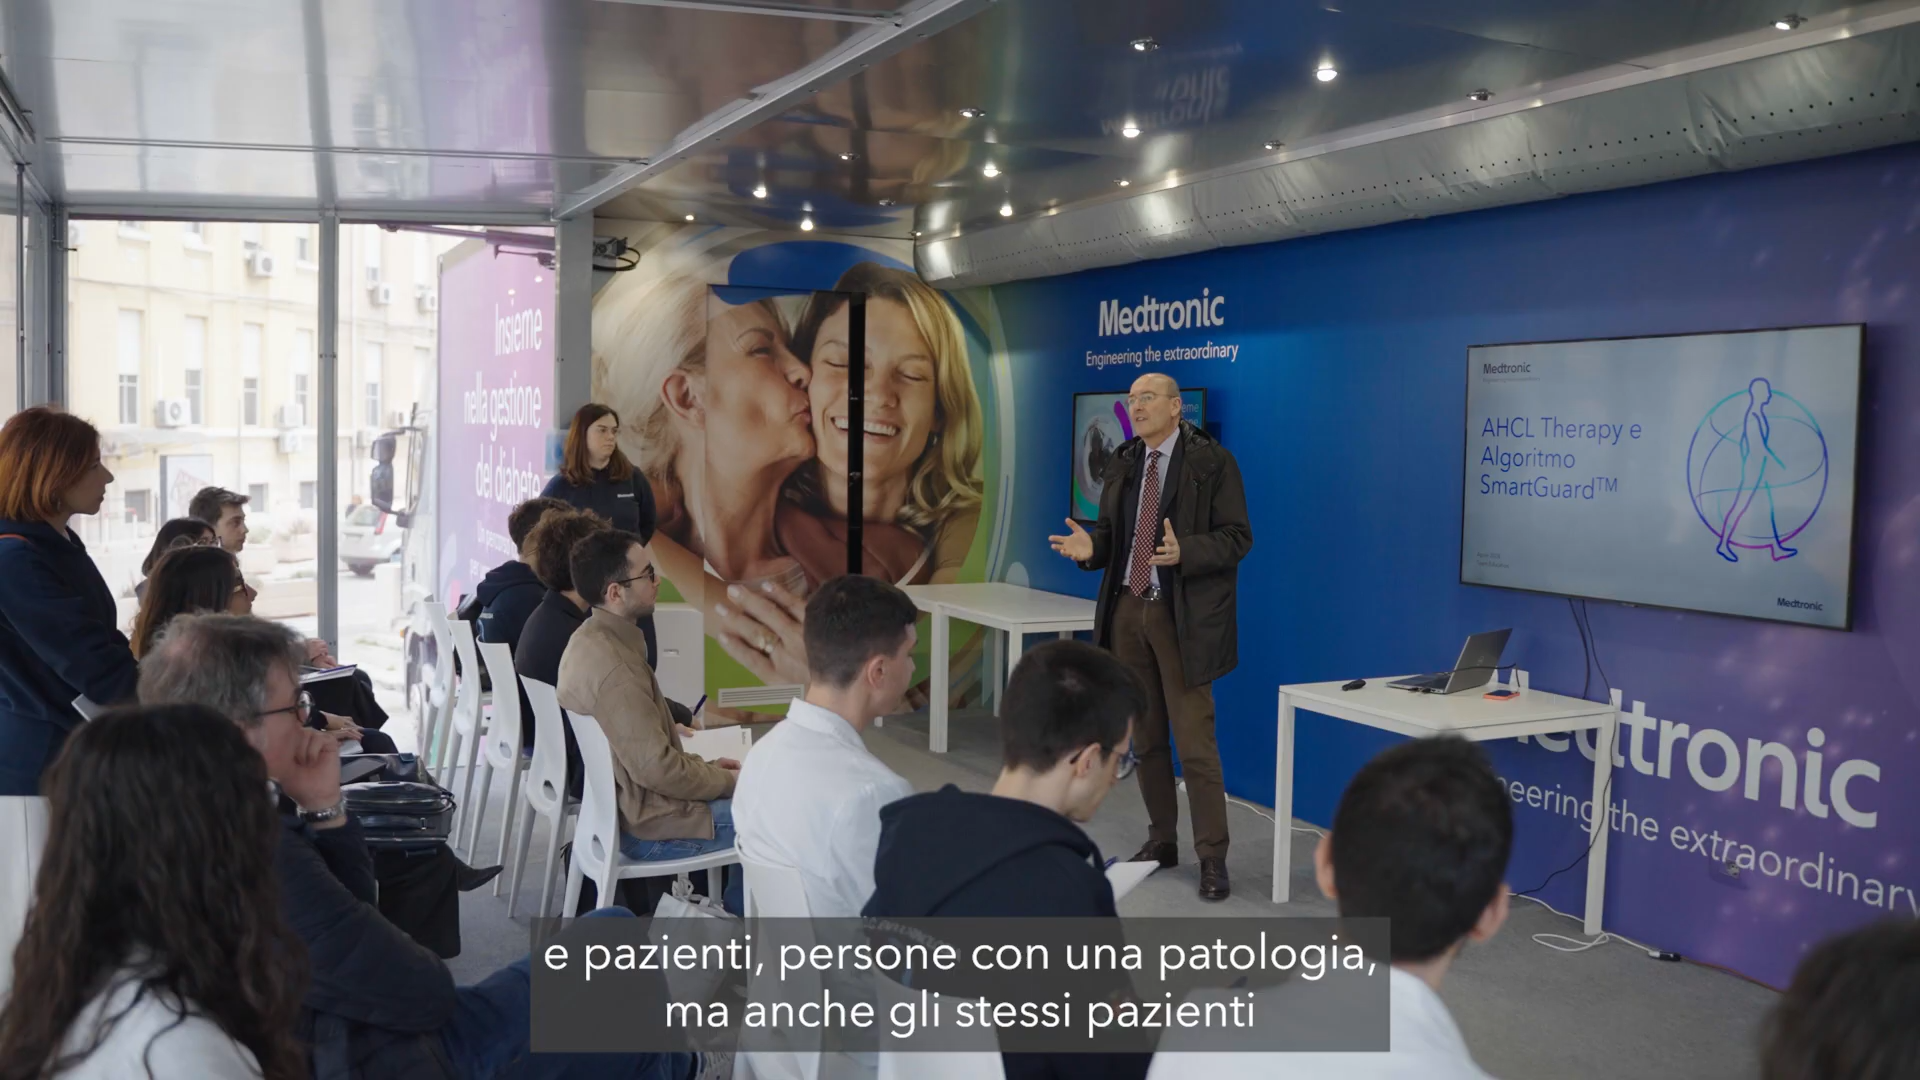 Insieme
nella gestione
del diabete
Medtronic
Engineering the extraordinary
Medtronic
AHCL Therapy e
Algoritmo
SmartGuard™
Medtronic
Medtronic
the extraordinary
e pazienti, persone con una patologia,
ma anche gli stessi pazienti